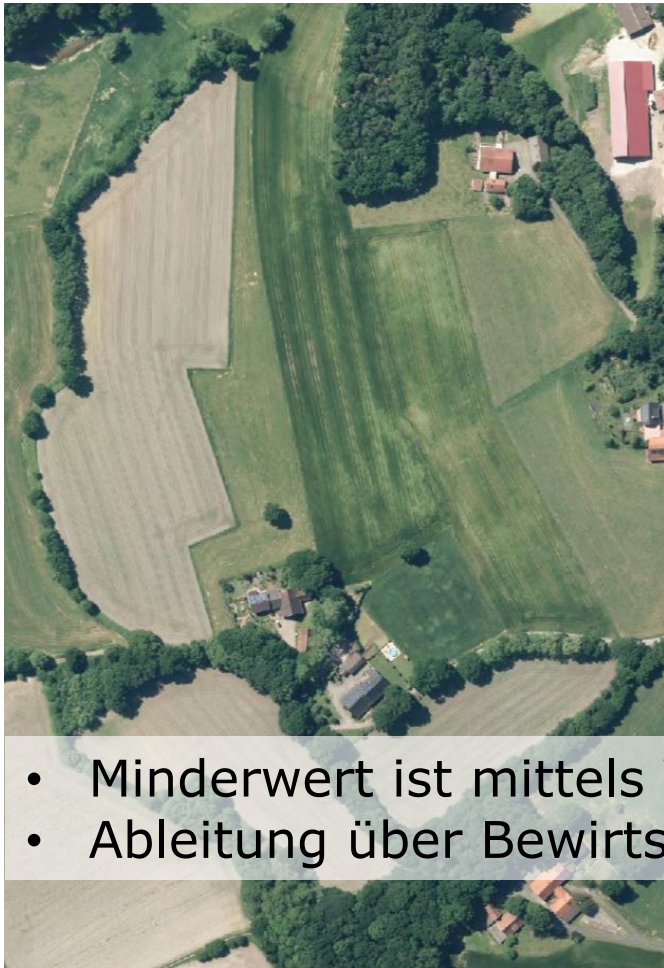 • Minderwert ist mittels
• Ableitung über Bewirts